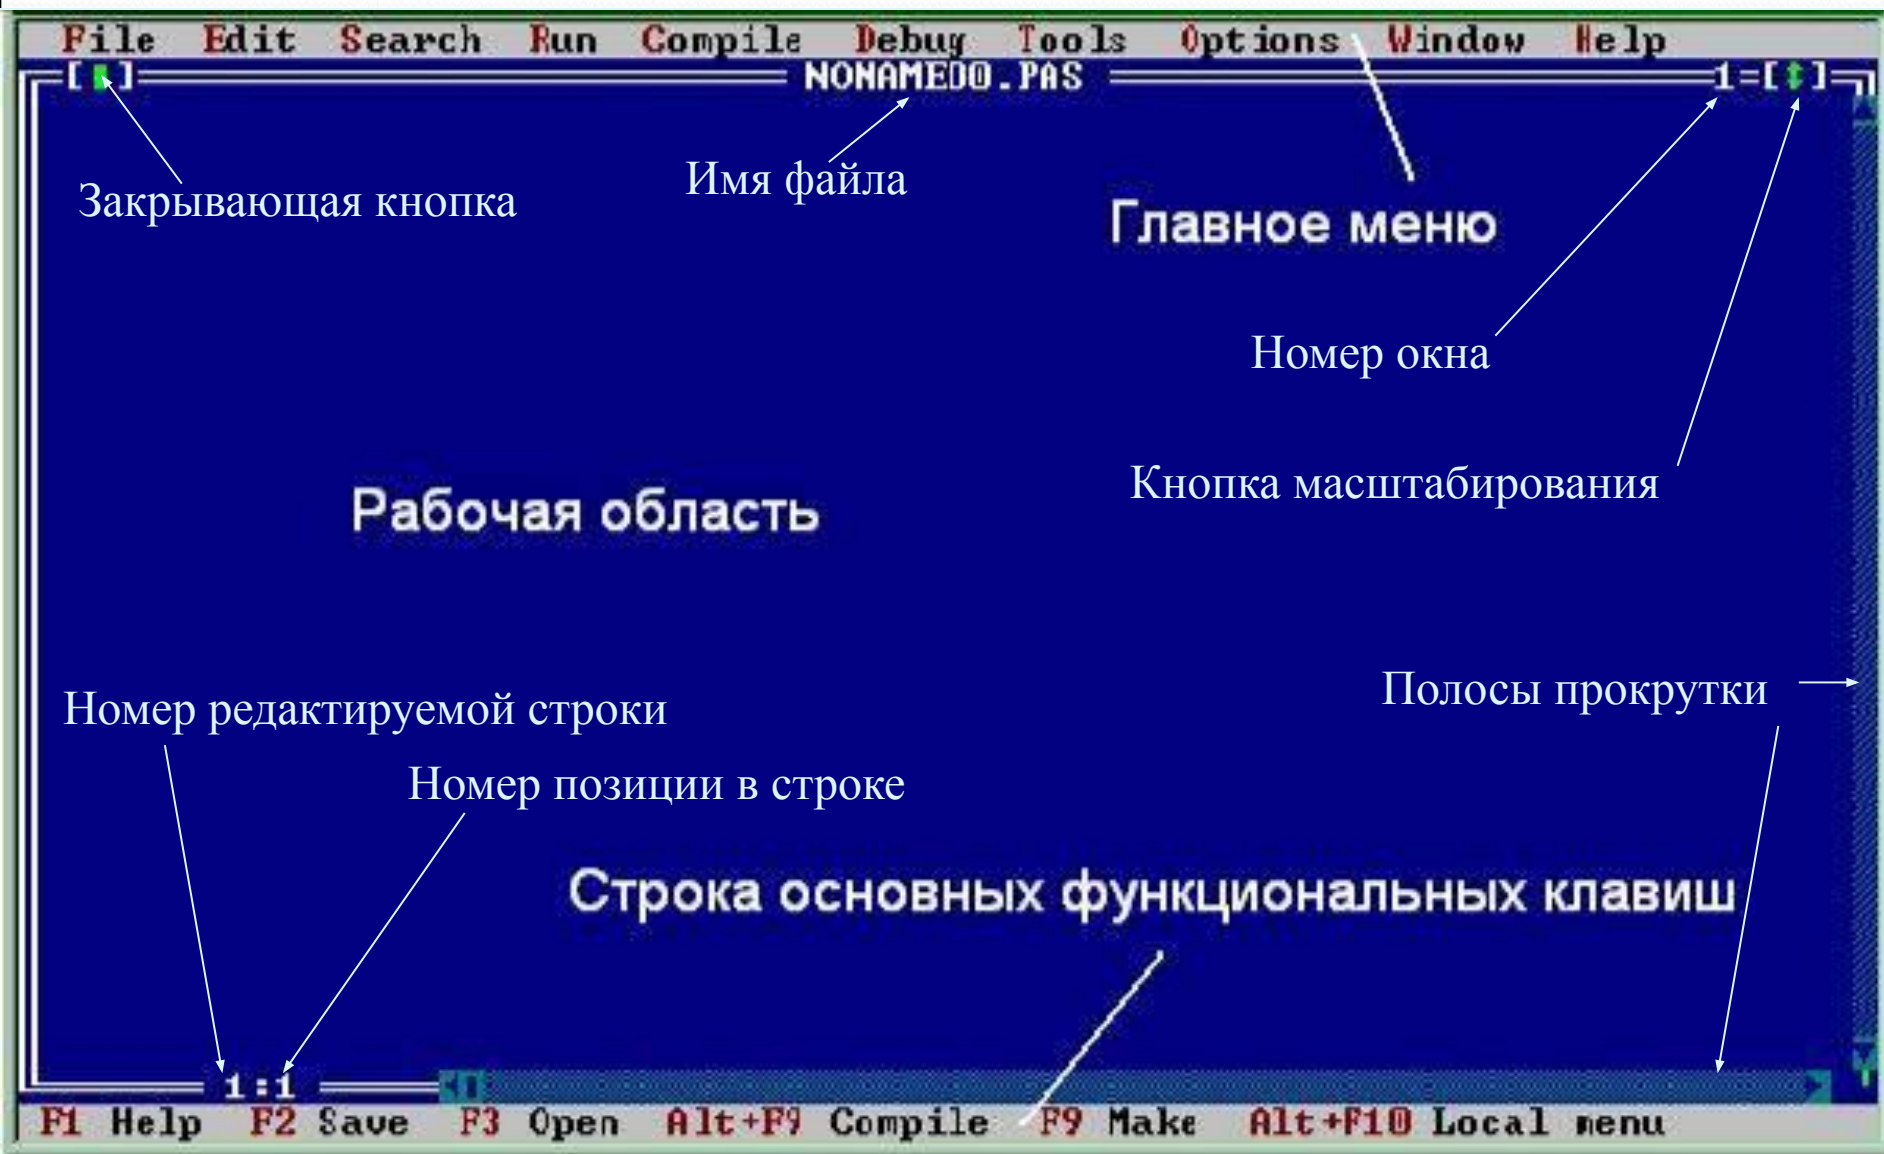 File Edit Search Run Compile Debug Tools Options Window Help
[ ] NONAME00.PAS 1=[↕]
Закрывающая кнопка
Имя файла
Главное меню
Номер окна
Кнопка масштабирования
Рабочая область
Полосы прокрутки
Номер редактируемой строки
Номер позиции в строке
Строка основных функциональных клавиш
1:1
F1 Help F2 Save F3 Open Alt+F9 Compile F9 Make Alt+F10 Local menu